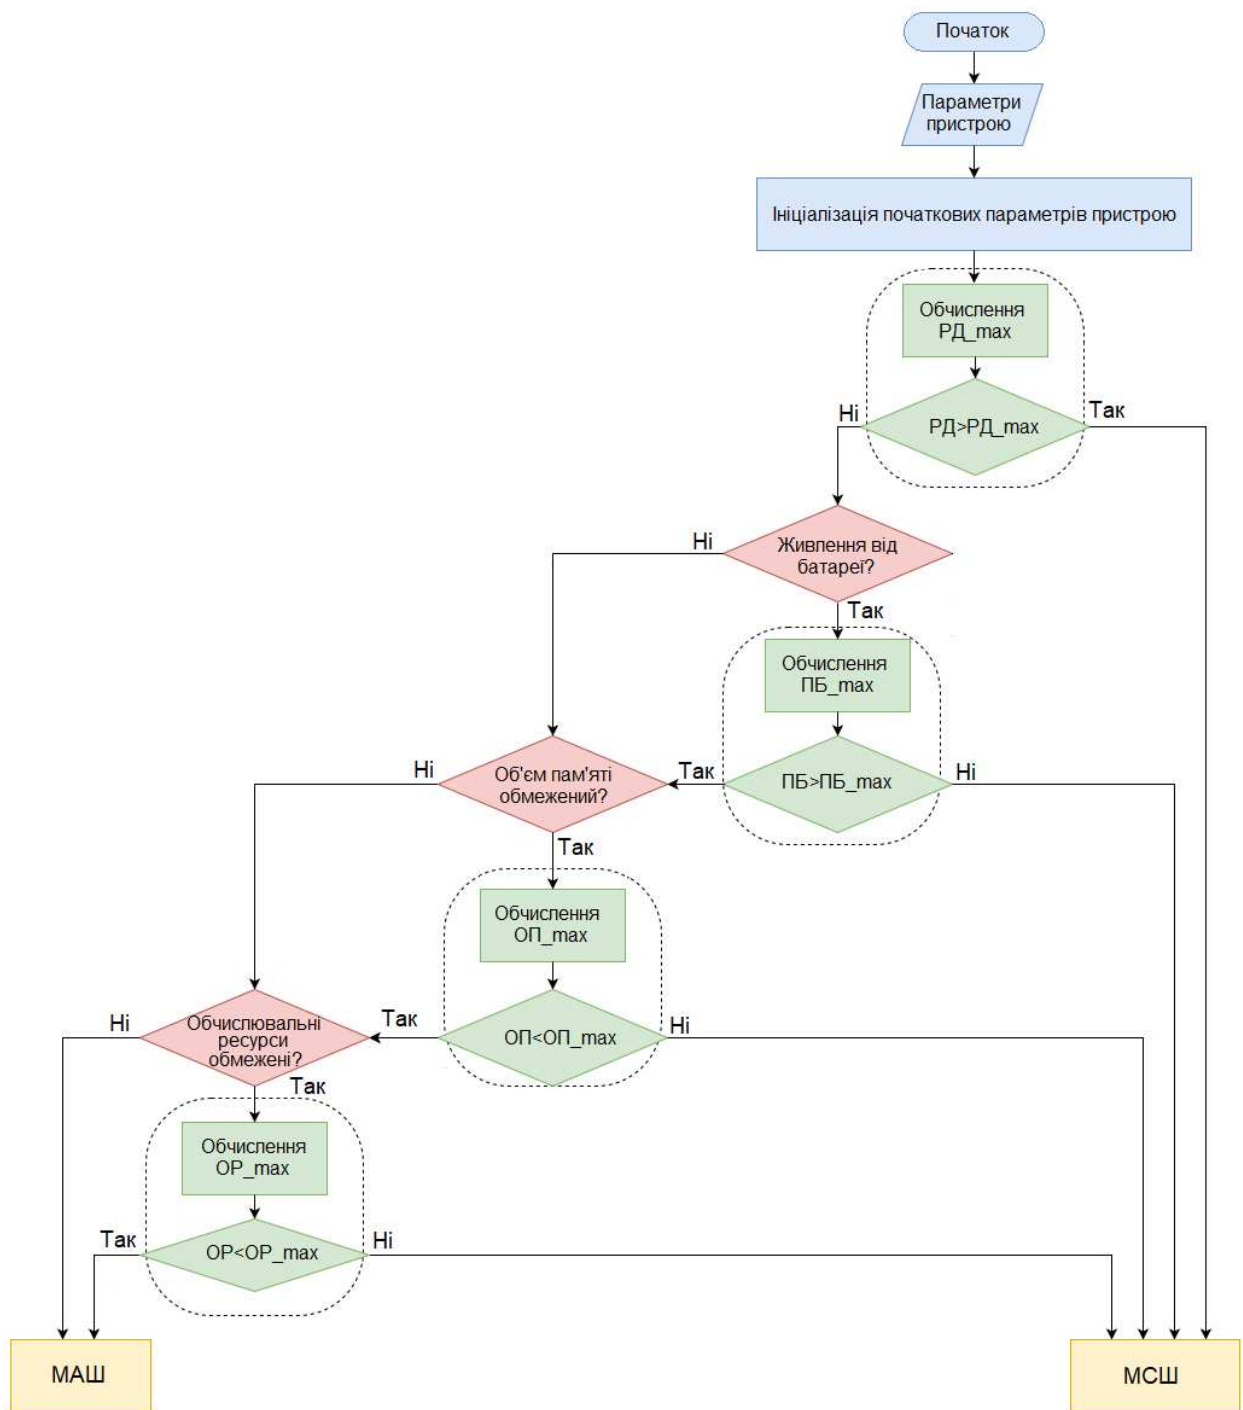 Початок
Параметри
пристрою
Ініціалізація початкових параметрів пристрою
Обчислення
РД_max
Ні
Так
РД>РД_max
Ні
Живлення від
батареї?
Так
Обчислення
ПБ_max
Ні
Об'єм пам'яті
обмежений?
Так
ПБ>ПБ_max
Ні
Так
Обчислення
ОП_max
Ні
Обчислювальні
ресурси
обмежені?
Так
ОП<ОП_max
Ні
Так
Обчислення
ОР_max
Так
ОР<ОР_max
Ні
МАШ
МСШ